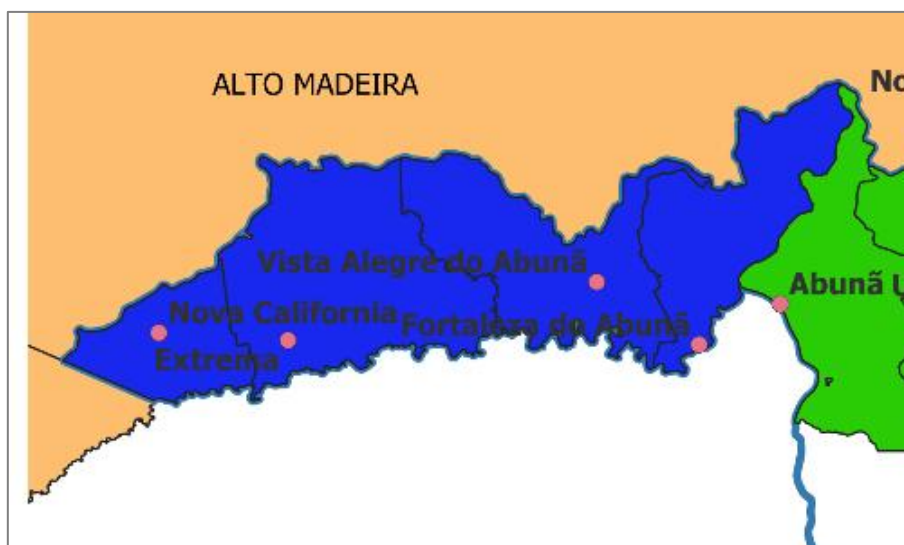 No
ALTO MADEIRA
Vista Alegre do Abunã
Abunã U
Nova California
Fortaleza do Abunã
Extrema